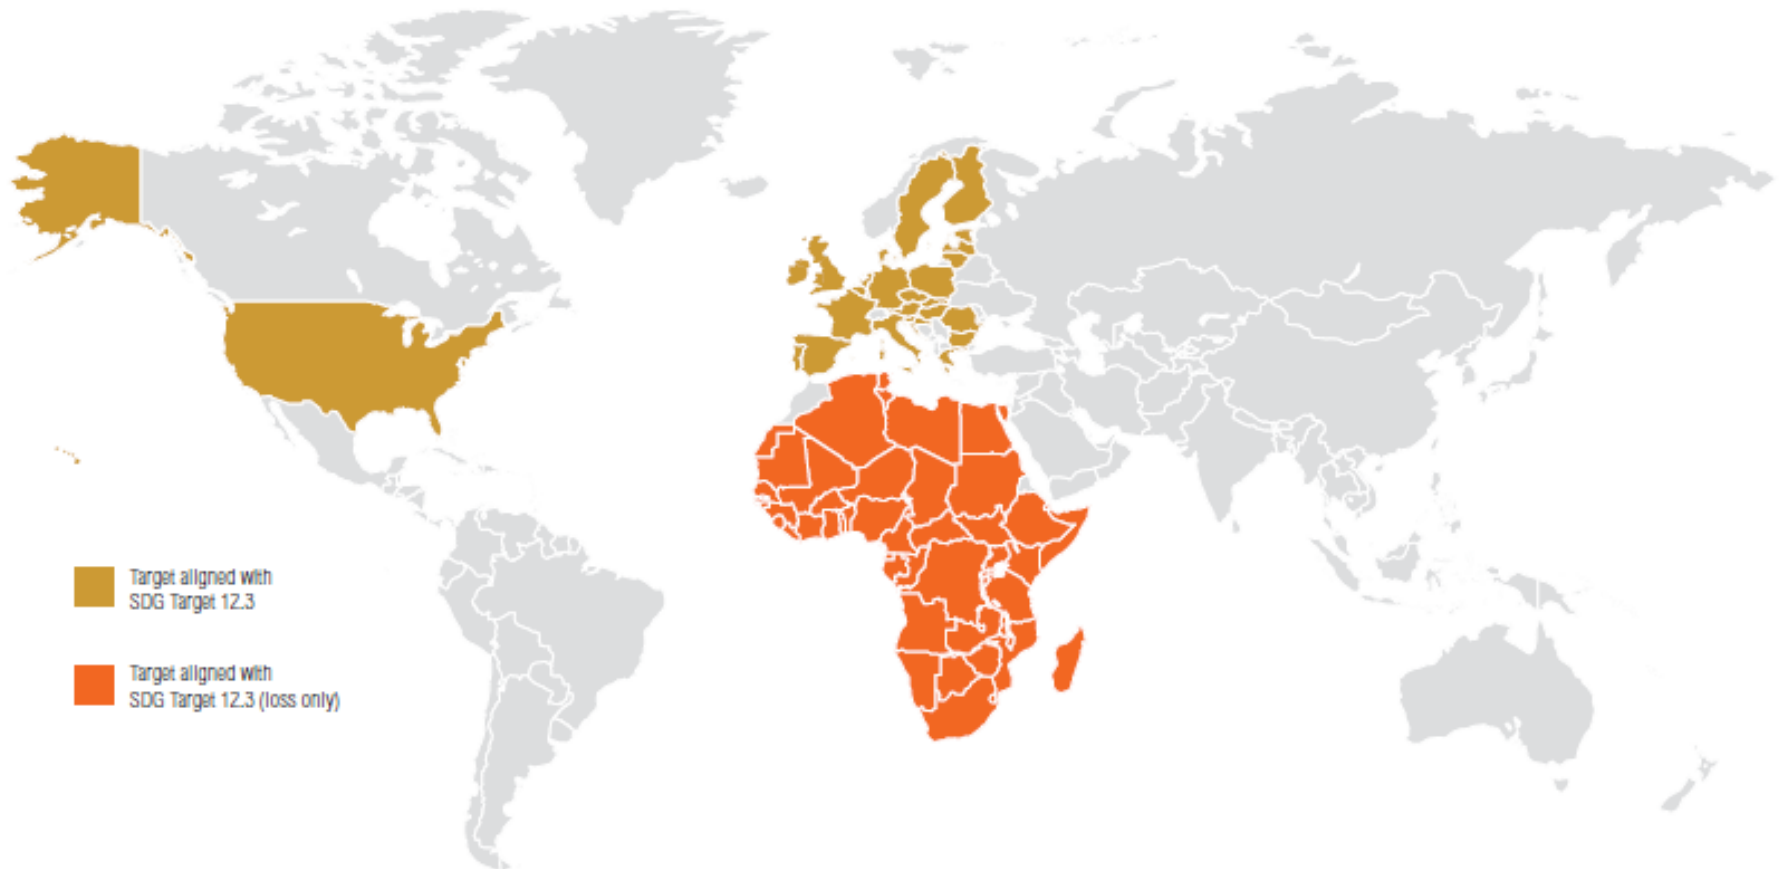 Target aligned with
SDG Target 12.3
Target aligned with
SDG Target 12.3 (loss only)